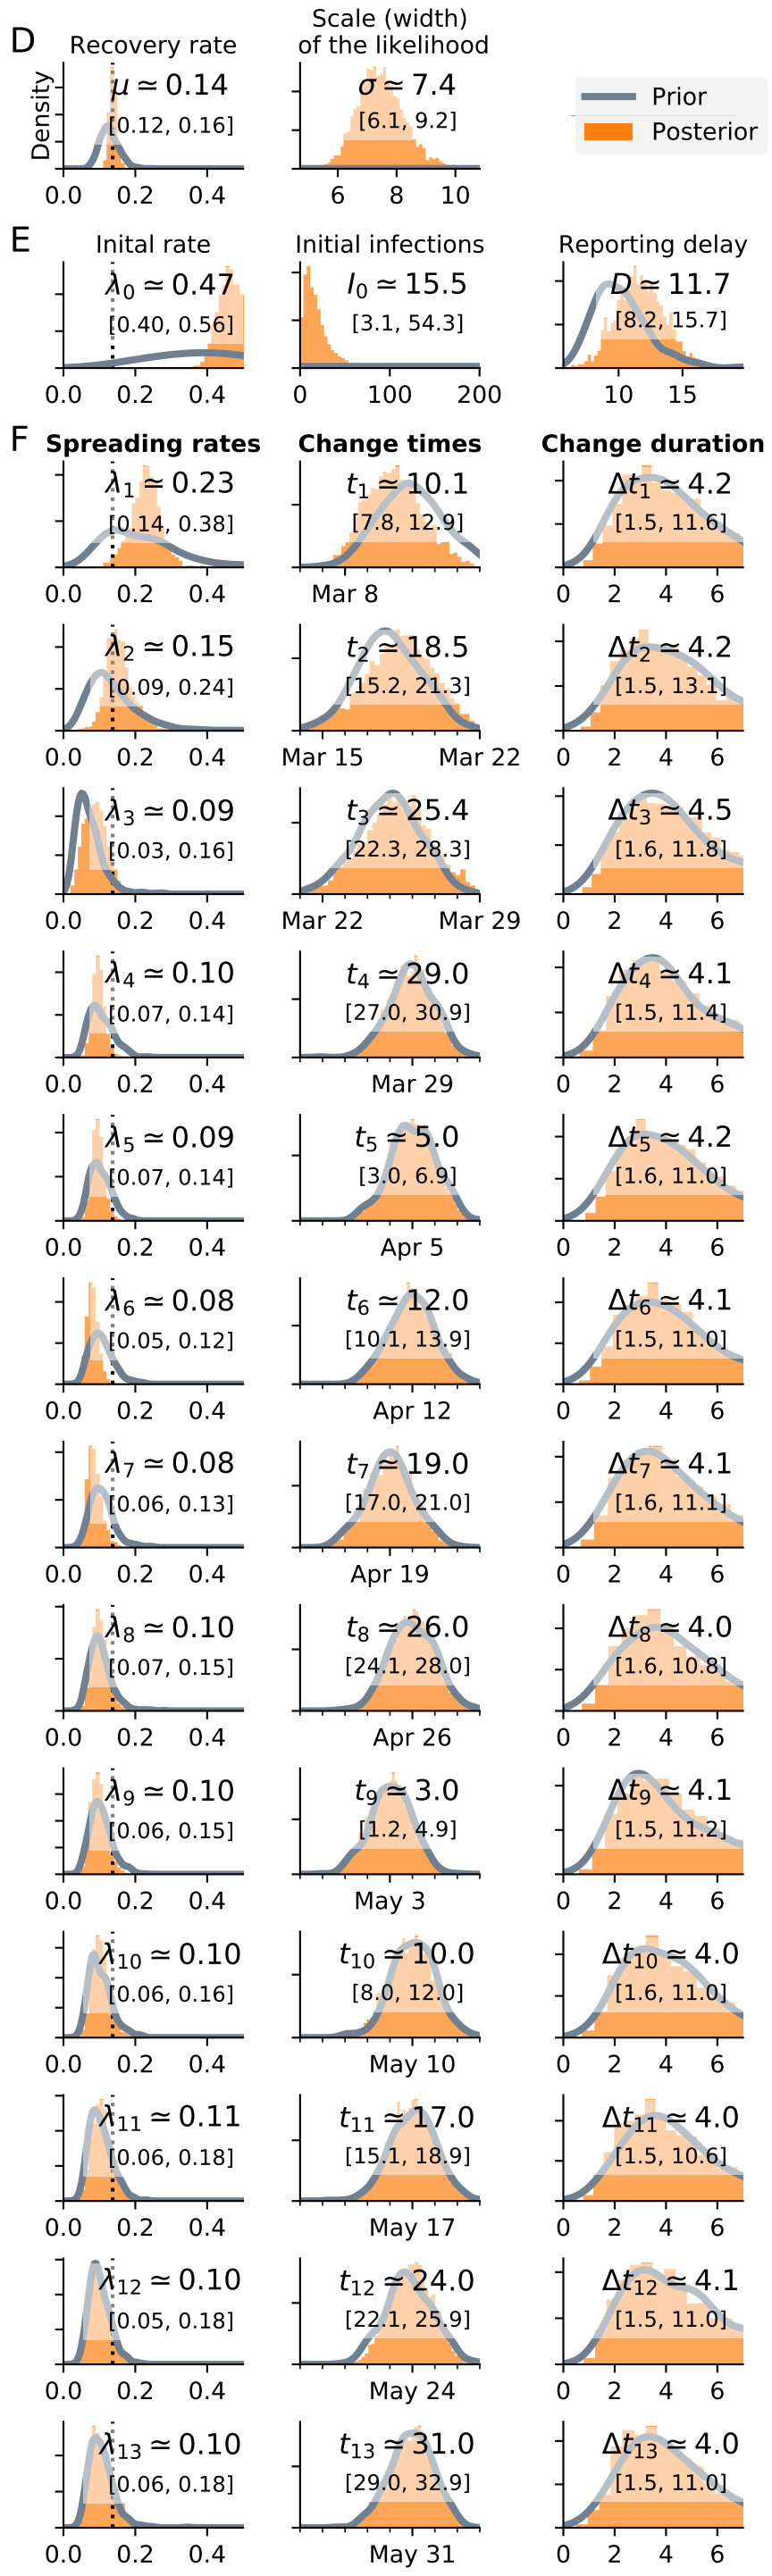 D
Recovery rate
Scale (width)
of the likelihood
Density
μ ≃ 0.14
[0.12, 0.16]
σ ≃ 7.4
[6.1, 9.2]
Prior
Posterior
0.0 0.2 0.4
6 8 10
E
Inital rate
Initial infections
Reporting delay
λ0 ≃ 0.47
[0.40, 0.56]
I0 ≃ 15.5
[3.1, 54.3]
D ≃ 11.7
[8.2, 15.7]
0.0 0.2 0.4
0 100 200
10 15
F
Spreading rates
Change times
Change duration
λ1 ≃ 0.23
[0.14, 0.38]
t1 ≃ 10.1
[7.8, 12.9]
Δt1 ≃ 4.2
[1.5, 11.6]
0.0 0.2 0.4
Mar 8
0 2 4 6
λ2 ≃ 0.15
[0.09, 0.24]
t2 ≃ 18.5
[15.2, 21.3]
Δt2 ≃ 4.2
[1.5, 13.1]
0.0 0.2 0.4
Mar 15 Mar 22
0 2 4 6
λ3 ≃ 0.09
[0.03, 0.16]
t3 ≃ 25.4
[22.3, 28.3]
Δt3 ≃ 4.5
[1.6, 11.8]
0.0 0.2 0.4
Mar 22 Mar 29
0 2 4 6
λ4 ≃ 0.10
[0.07, 0.14]
t4 ≃ 29.0
[27.0, 30.9]
Δt4 ≃ 4.1
[1.5, 11.4]
0.0 0.2 0.4
Mar 29
0 2 4 6
λ5 ≃ 0.09
[0.07, 0.14]
t5 ≃ 5.0
[3.0, 6.9]
Δt5 ≃ 4.2
[1.6, 11.0]
0.0 0.2 0.4
Apr 5
0 2 4 6
λ6 ≃ 0.08
[0.05, 0.12]
t6 ≃ 12.0
[10.1, 13.9]
Δt6 ≃ 4.1
[1.5, 11.0]
0.0 0.2 0.4
Apr 12
0 2 4 6
λ7 ≃ 0.08
[0.06, 0.13]
t7 ≃ 19.0
[17.0, 21.0]
Δt7 ≃ 4.1
[1.6, 11.1]
0.0 0.2 0.4
Apr 19
0 2 4 6
λ8 ≃ 0.10
[0.07, 0.15]
t8 ≃ 26.0
[24.1, 28.0]
Δt8 ≃ 4.0
[1.6, 10.8]
0.0 0.2 0.4
Apr 26
0 2 4 6
λ9 ≃ 0.10
[0.06, 0.15]
t9 ≃ 3.0
[1.2, 4.9]
Δt9 ≃ 4.1
[1.5, 11.2]
0.0 0.2 0.4
May 3
0 2 4 6
λ10 ≃ 0.10
[0.06, 0.16]
t10 ≃ 10.0
[8.0, 12.0]
Δt10 ≃ 4.0
[1.6, 11.0]
0.0 0.2 0.4
May 10
0 2 4 6
λ11 ≃ 0.11
[0.06, 0.18]
t11 ≃ 17.0
[15.1, 18.9]
Δt11 ≃ 4.0
[1.5, 10.6]
0.0 0.2 0.4
May 17
0 2 4 6
λ12 ≃ 0.10
[0.05, 0.18]
t12 ≃ 24.0
[22.1, 25.9]
Δt12 ≃ 4.1
[1.5, 11.0]
0.0 0.2 0.4
May 24
0 2 4 6
λ13 ≃ 0.10
[0.06, 0.18]
t13 ≃ 31.0
[29.0, 32.9]
Δt13 ≃ 4.0
[1.5, 11.0]
0.0 0.2 0.4
May 31
0 2 4 6